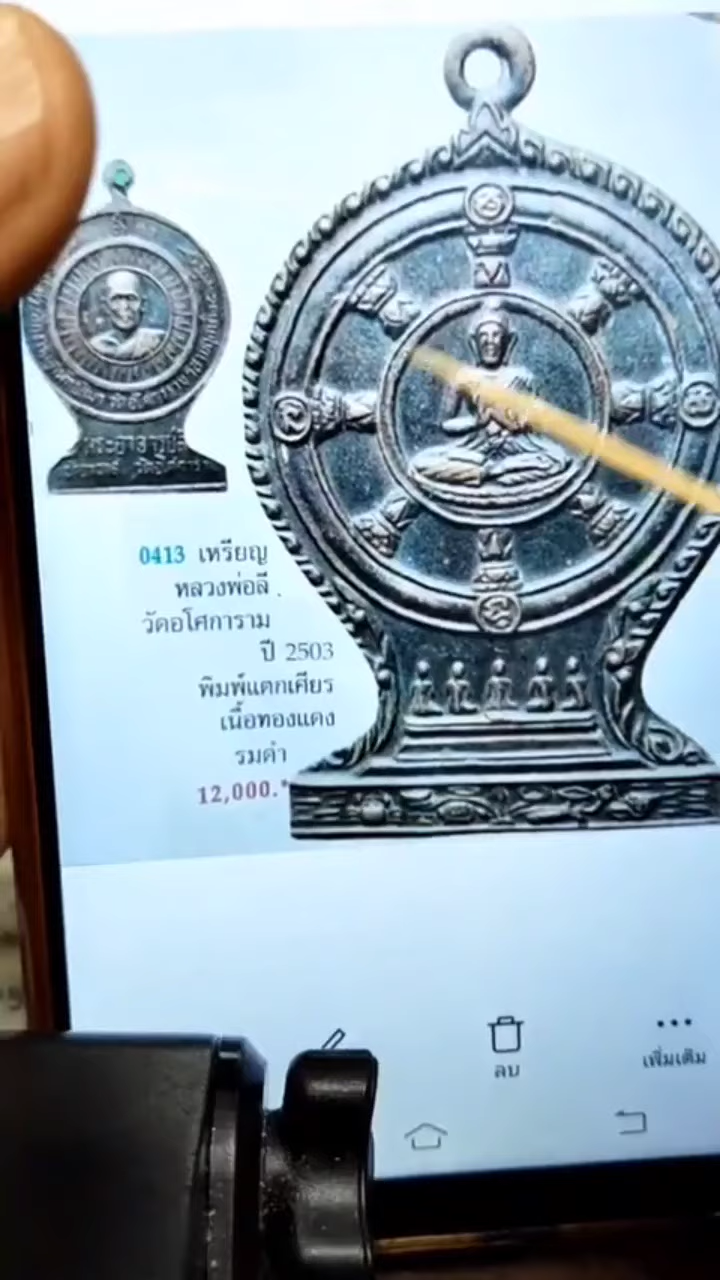 0413 เหรียญ
หลวงพ่อลี
วัดอโศการาม
ปี 2503
พิมพ์แตกเศียร
เนื้อทองแดง
รมดำ
12,000.-
ลบ
เพิ่มเติม